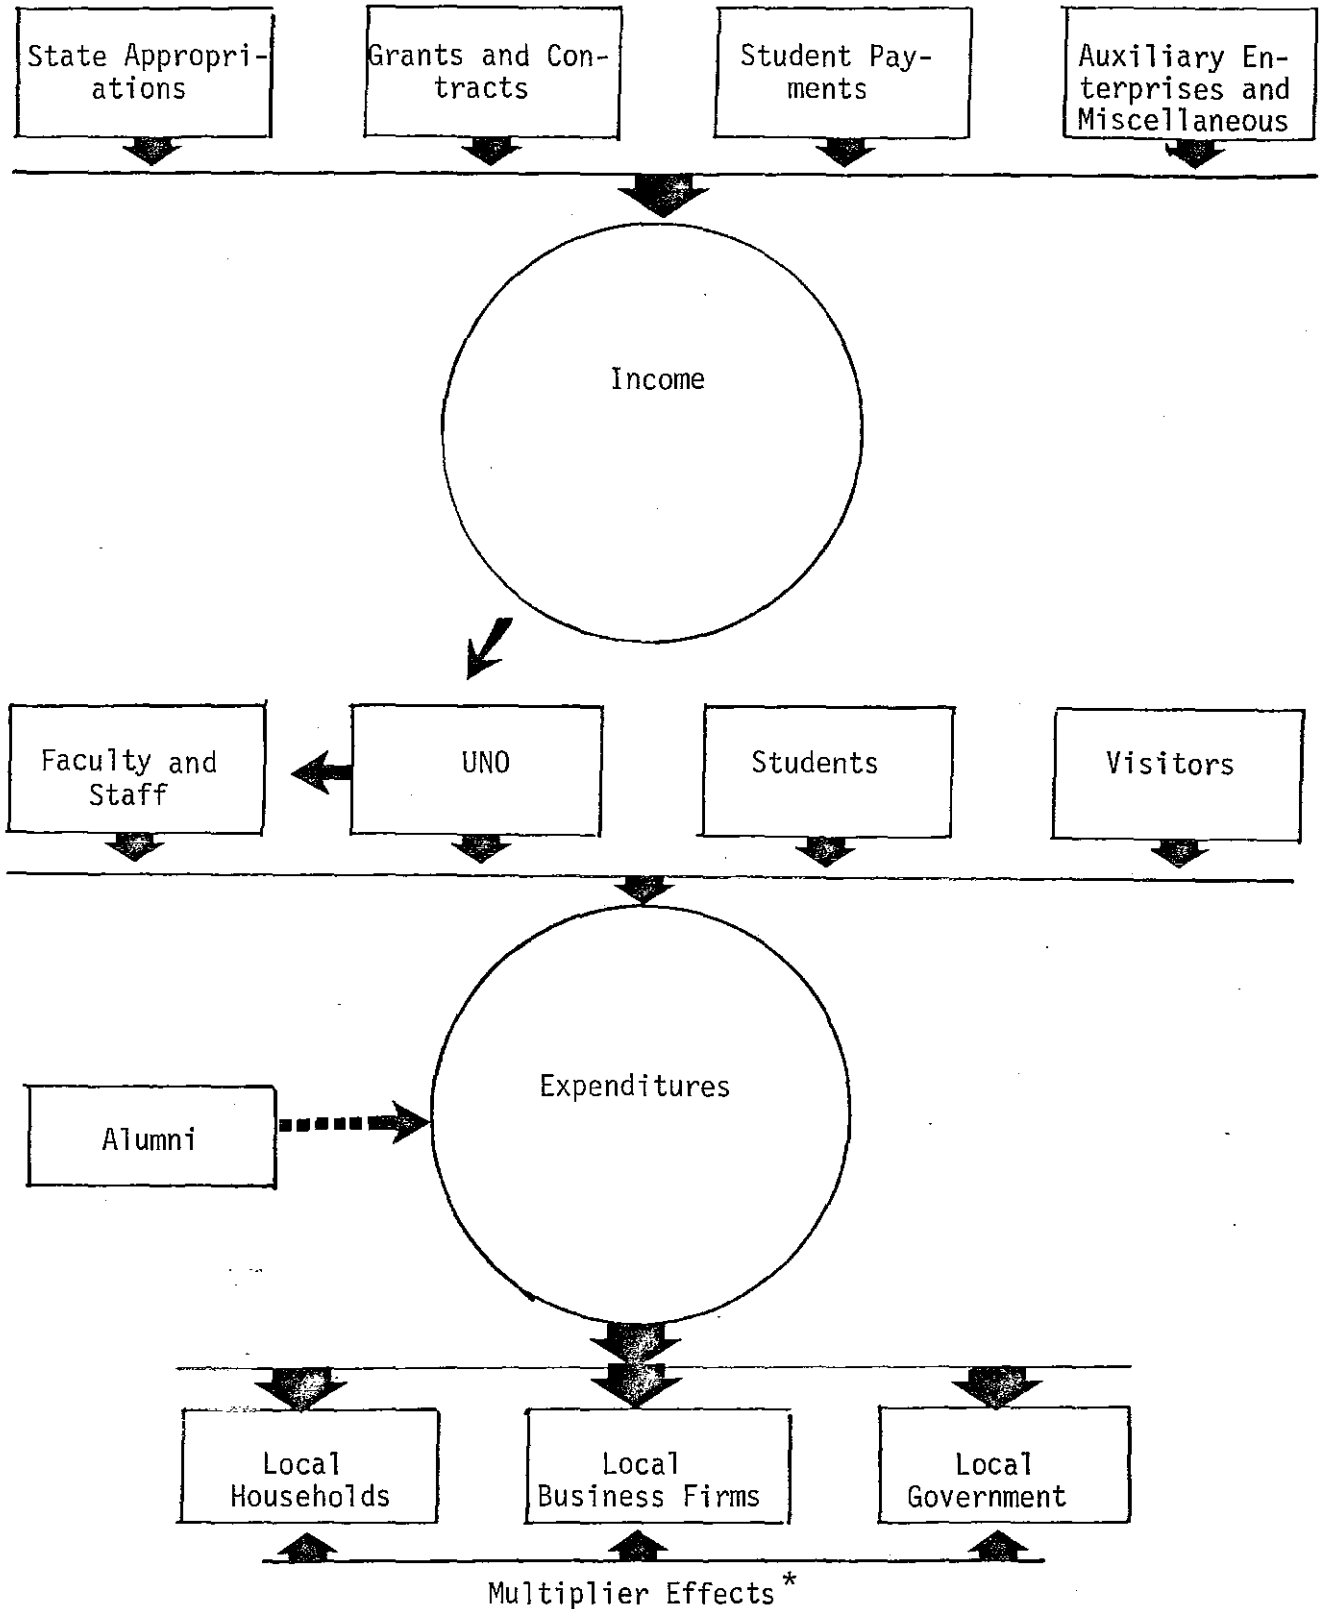 State Appropri-
ations
Grants and Con-
tracts
Student Pay-
ments
Auxiliary En-
terprises and
Miscellaneous
Income
Faculty and
Staff
UNO
Students
Visitors
Expenditures
Alumni
Local
Households
Local
Business Firms
Local
Government
Multiplier Effects*